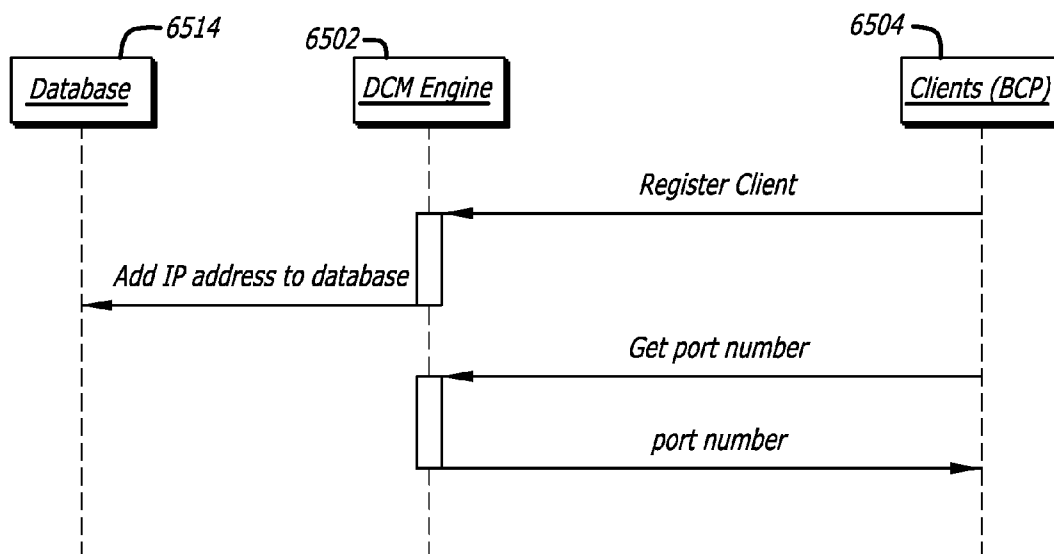 6514
6502
6504
Database
DCM Engine
Clients (BCP)
Register Client
Add IP address to database
Get port number
port number